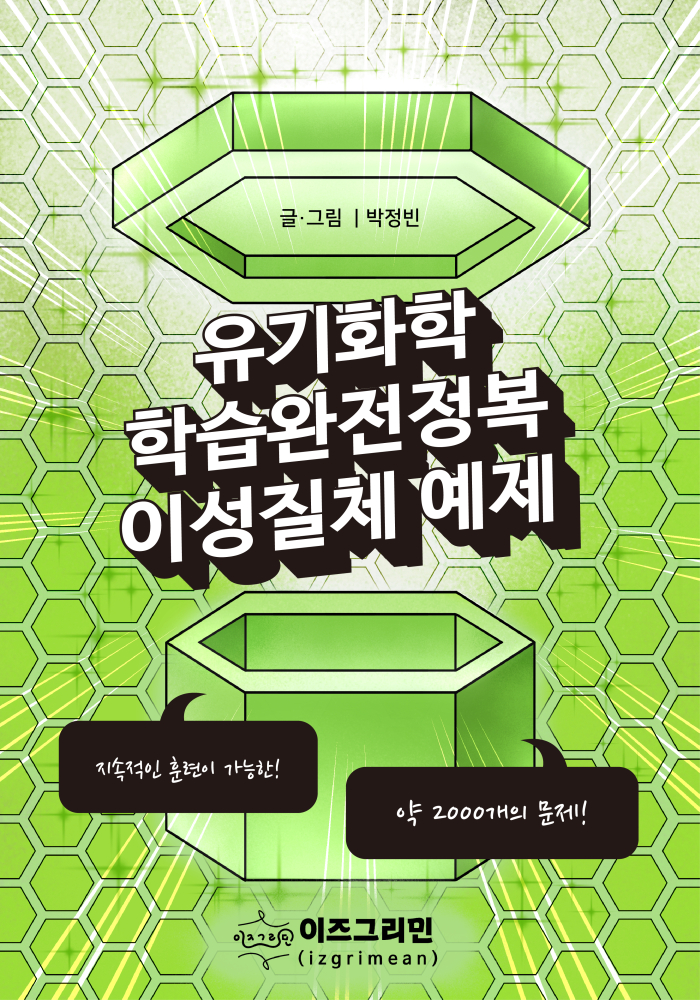 글·그림 | 박정빈
유기화학
학습완전정복
이성질체 예제
지속적인 훈련이 가능한!
약 2000개의 문제!
이즈그리민
이즈그리민
(izgrimean)